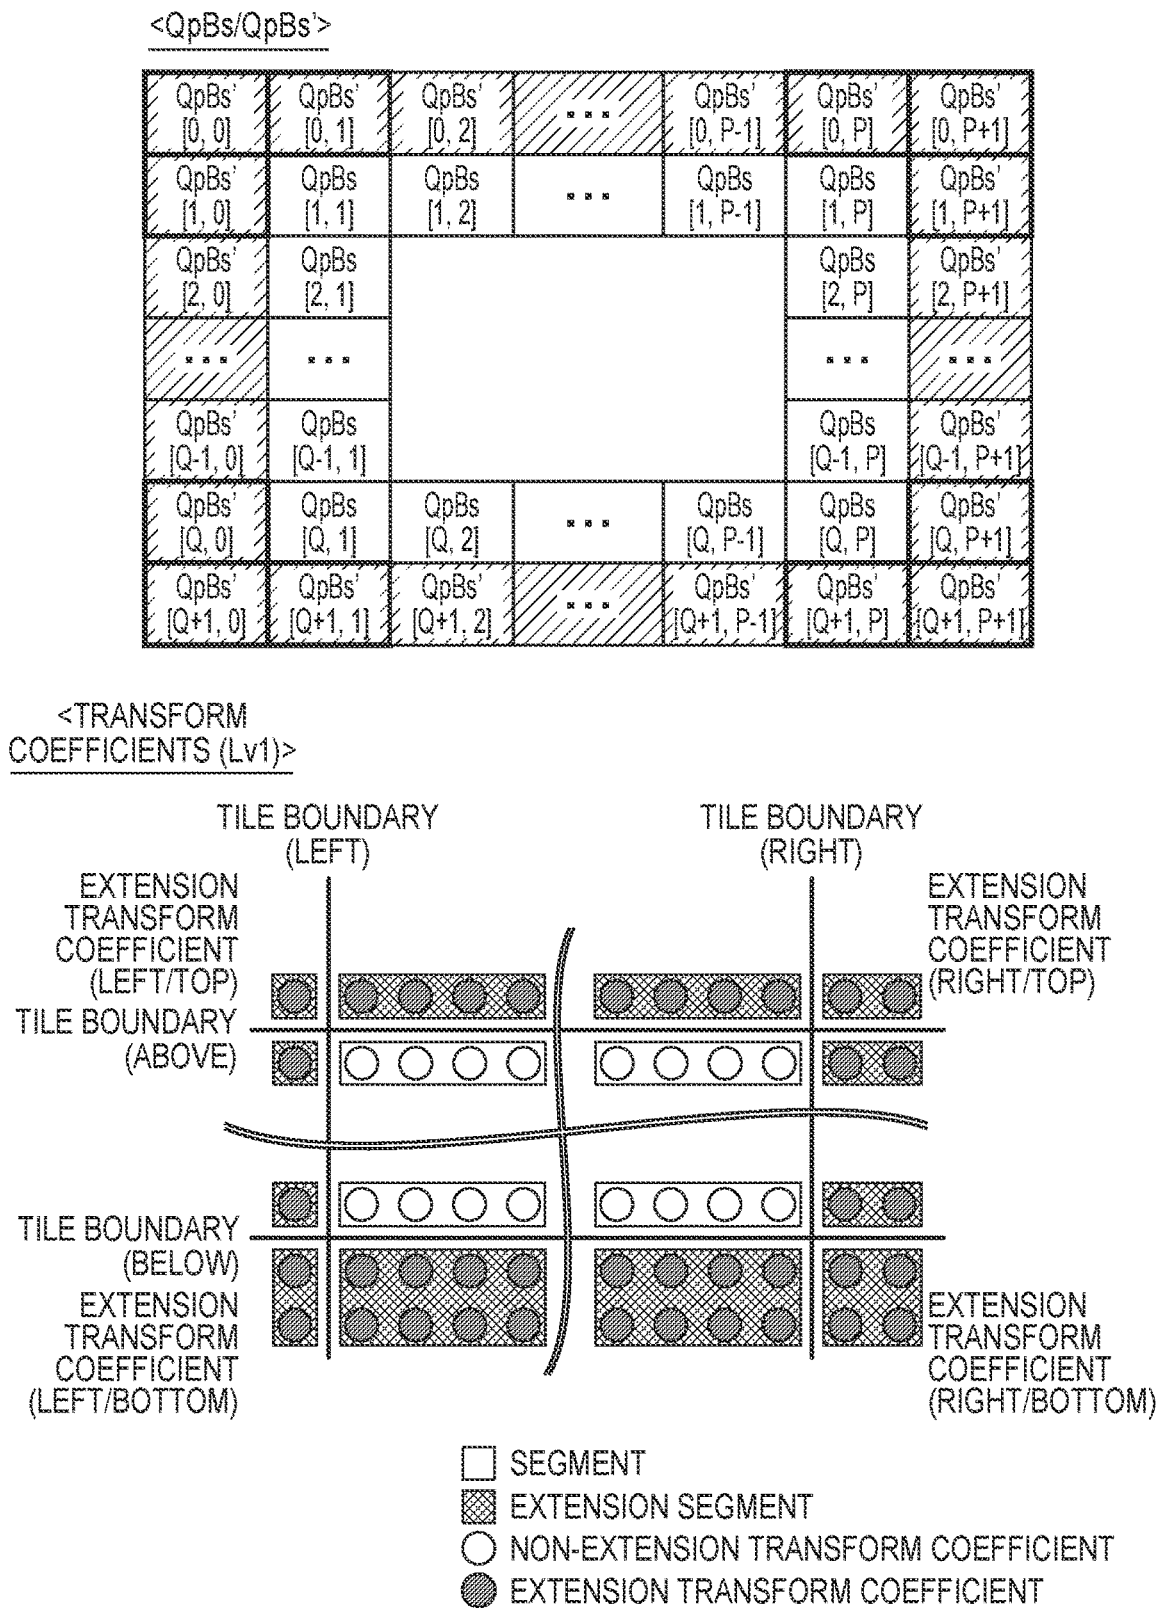 <QpBs/QpBs'>
QpBs' [0, 0] QpBs' [0, 1] QpBs' [0, 2] ... QpBs' [0, P-1] QpBs' [0, P] QpBs' [0, P+1]
QpBs' [1, 0] QpBs [1, 1] QpBs [1, 2] ... QpBs [1, P-1] QpBs [1, P] QpBs' [1, P+1]
QpBs' [2, 0] QpBs [2, 1] QpBs [2, P] QpBs' [2, P+1]
... ... ... ...
QpBs' [Q-1, 0] QpBs [Q-1, 1] QpBs [Q-1, P] QpBs' [Q-1, P+1]
QpBs' [Q, 0] QpBs [Q, 1] QpBs [Q, 2] ... QpBs [Q, P-1] QpBs [Q, P] QpBs' [Q, P+1]
QpBs' [Q+1, 0] QpBs' [Q+1, 1] QpBs' [Q+1, 2] ... QpBs' [Q+1, P-1] QpBs' [Q+1, P] QpBs' [Q+1, P+1]
<TRANSFORM
COEFFICIENTS (Lv1)>
TILE BOUNDARY
(LEFT)
TILE BOUNDARY
(RIGHT)
EXTENSION
TRANSFORM
COEFFICIENT
(LEFT/TOP)
EXTENSION
TRANSFORM
COEFFICIENT
(RIGHT/TOP)
TILE BOUNDARY
(ABOVE)
TILE BOUNDARY
(BELOW)
EXTENSION
TRANSFORM
COEFFICIENT
(LEFT/BOTTOM)
EXTENSION
TRANSFORM
COEFFICIENT
(RIGHT/BOTTOM)
SEGMENT
EXTENSION SEGMENT
NON-EXTENSION TRANSFORM COEFFICIENT
EXTENSION TRANSFORM COEFFICIENT